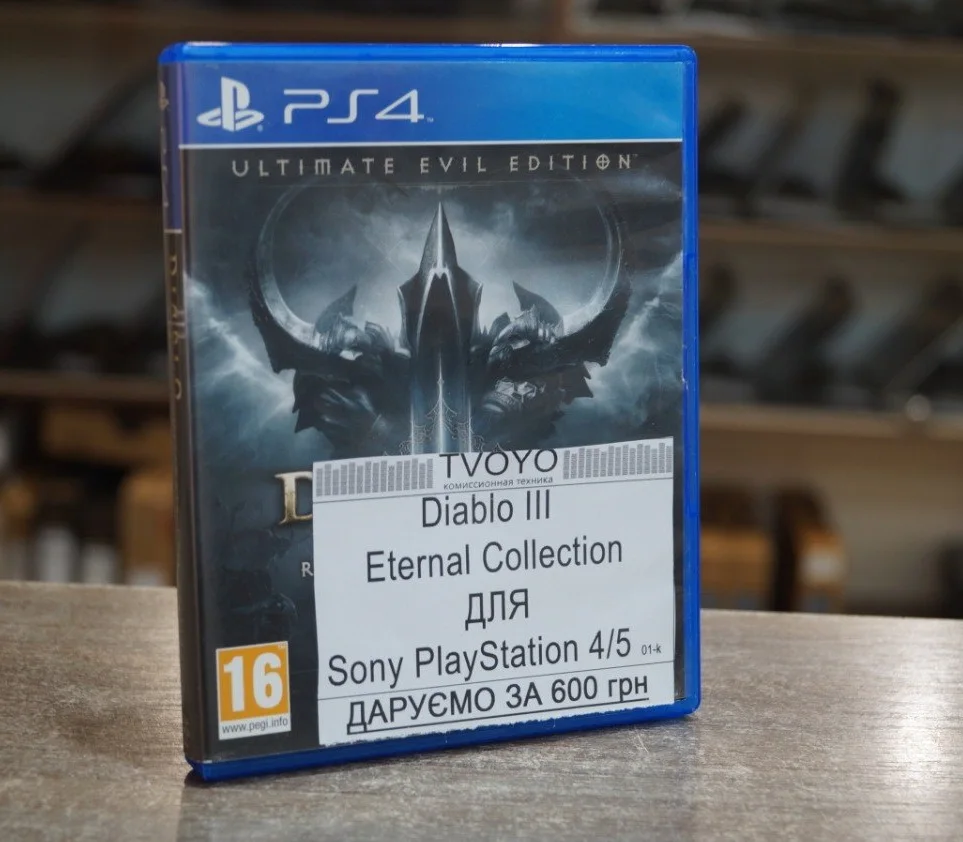 PS4
ULTIMATE EVIL EDITION
D
R
TVOYO
комиссионная техника
Diablo III
Eternal Collection
ДЛЯ
Sony PlayStation 4/5 01-k
ДАРУЄМО ЗА 600 грн
16
www.pegi.info